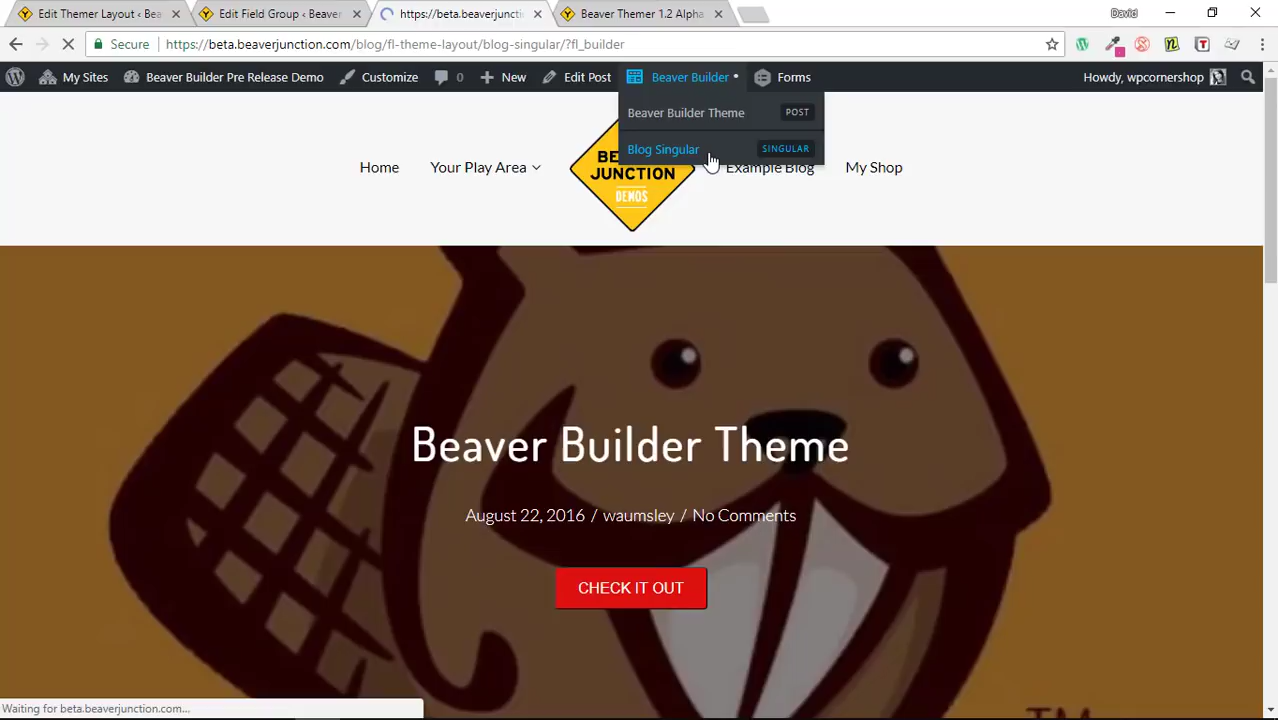 Edit Themer Layout ‹ Bea
Edit Field Group ‹ Beaver
https://beta.beaverjunctio
Beaver Themer 1.2 Alpha
David
Secure
https://beta.beaverjunction.com/blog/fl-theme-layout/blog-singular/?fl_builder
My Sites
Beaver Builder Pre Release Demo
Customize
0
New
Edit Post
Beaver Builder
Forms
Howdy, wpcornershop
Beaver Builder Theme POST
Blog Singular SINGULAR
Home
Your Play Area
JUNCTION
DEMOS
Example Blog
My Shop
Beaver Builder Theme
August 22, 2016 / waumsley / No Comments
CHECK IT OUT
TM
Waiting for beta.beaverjunction.com...